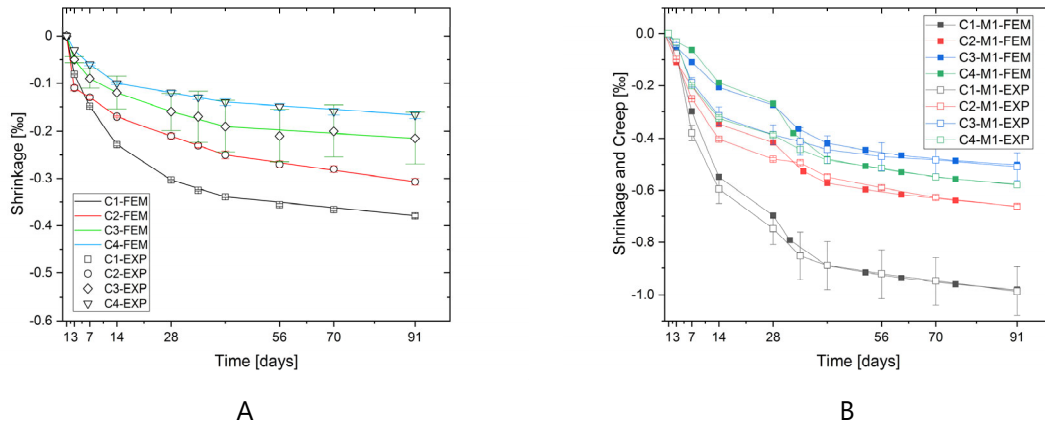 0
-0.1
-0.2
-0.3
-0.4
-0.5
-0.6
Shrinkage [‰]
C1-FEM
C2-FEM
C3-FEM
C4-FEM
C1-EXP
C2-EXP
C3-EXP
C4-EXP
1 3 7 14 28 42 56 70 91
Time [days]
A
0.0
-0.2
-0.4
-0.6
-0.8
-1.0
Shrinkage and Creep [‰]
C1-M1-FEM
C2-M1-FEM
C3-M1-FEM
C4-M1-FEM
C1-M1-EXP
C2-M1-EXP
C3-M1-EXP
C4-M1-EXP
1 3 7 14 28 56 70 91
Time [days]
B